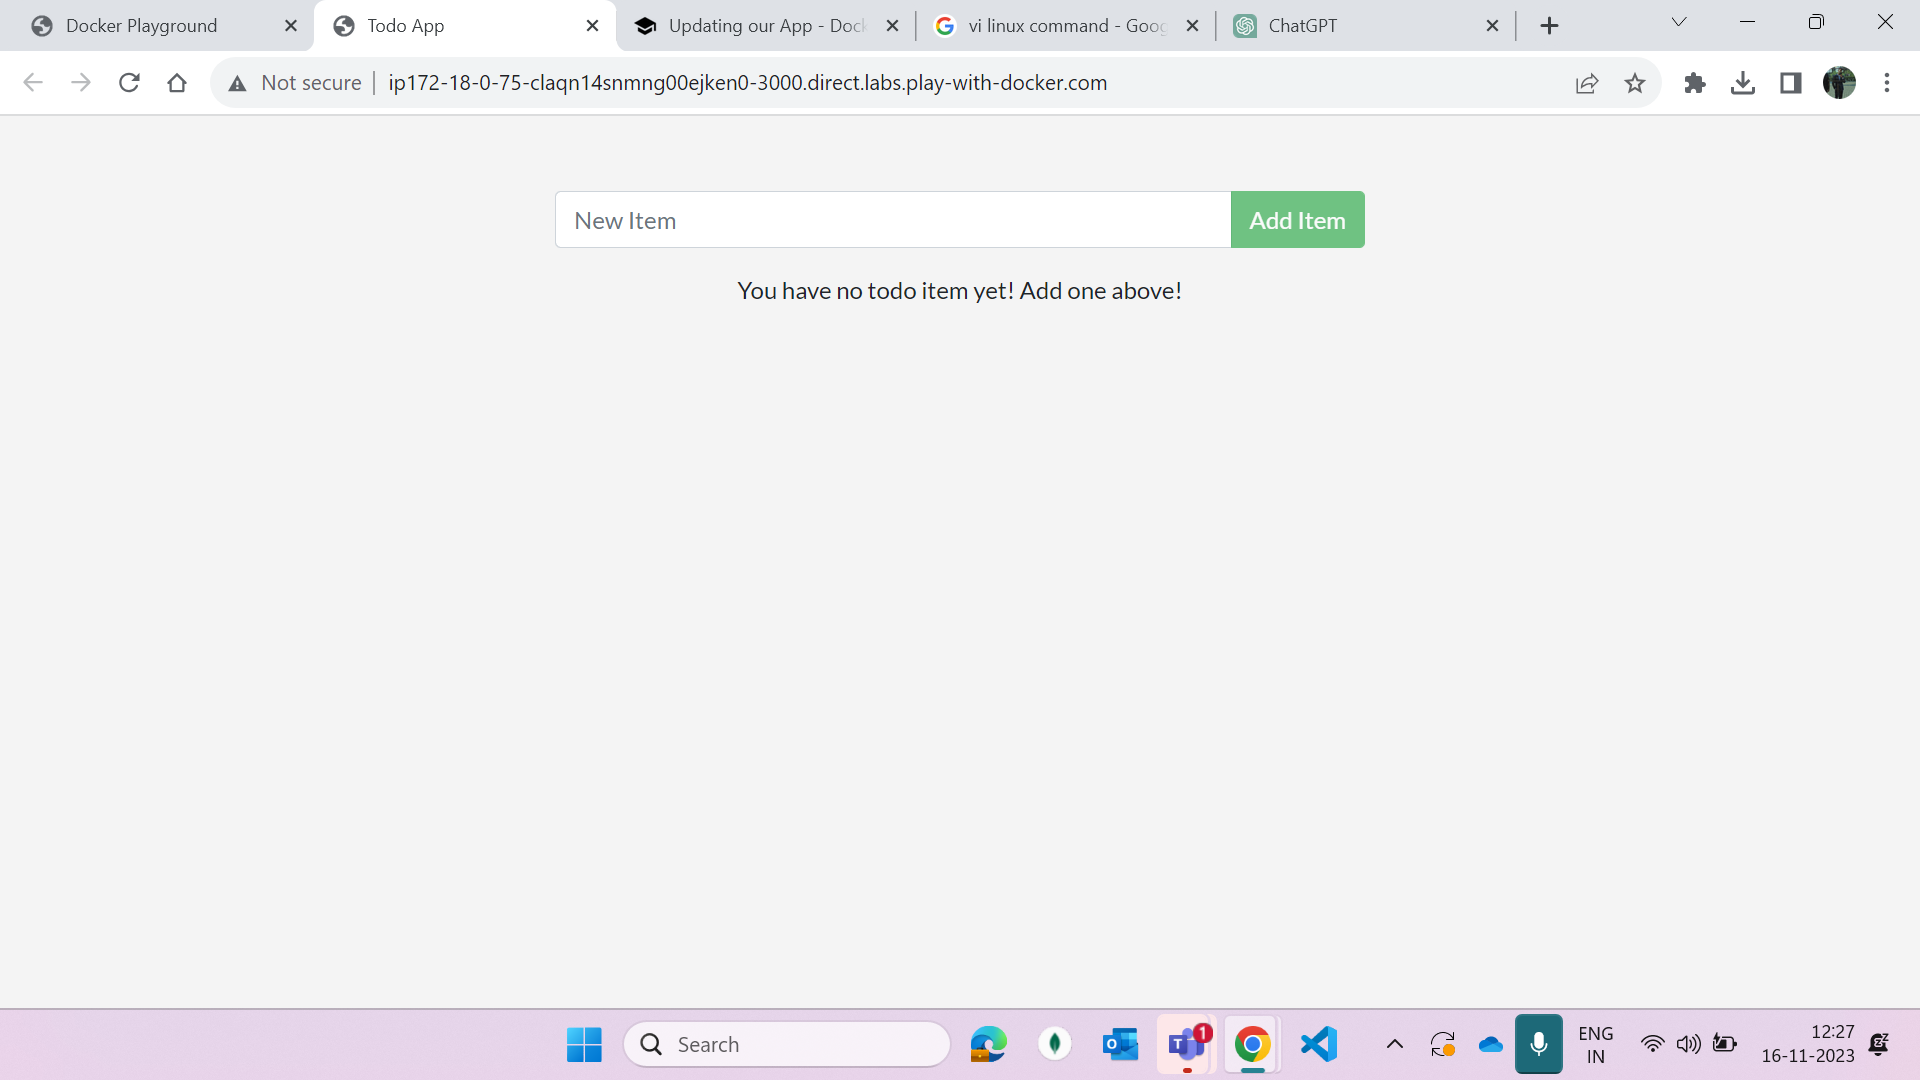 Docker Playground
Todo App
Updating our App - Dock
vi linux command - Goog
ChatGPT
Not secure
ip172-18-0-75-claqn14snmng00ejken0-3000.direct.labs.play-with-docker.com
New Item
Add Item
You have no todo item yet! Add one above!
Search
1
ENG
IN
12:27
16-11-2023